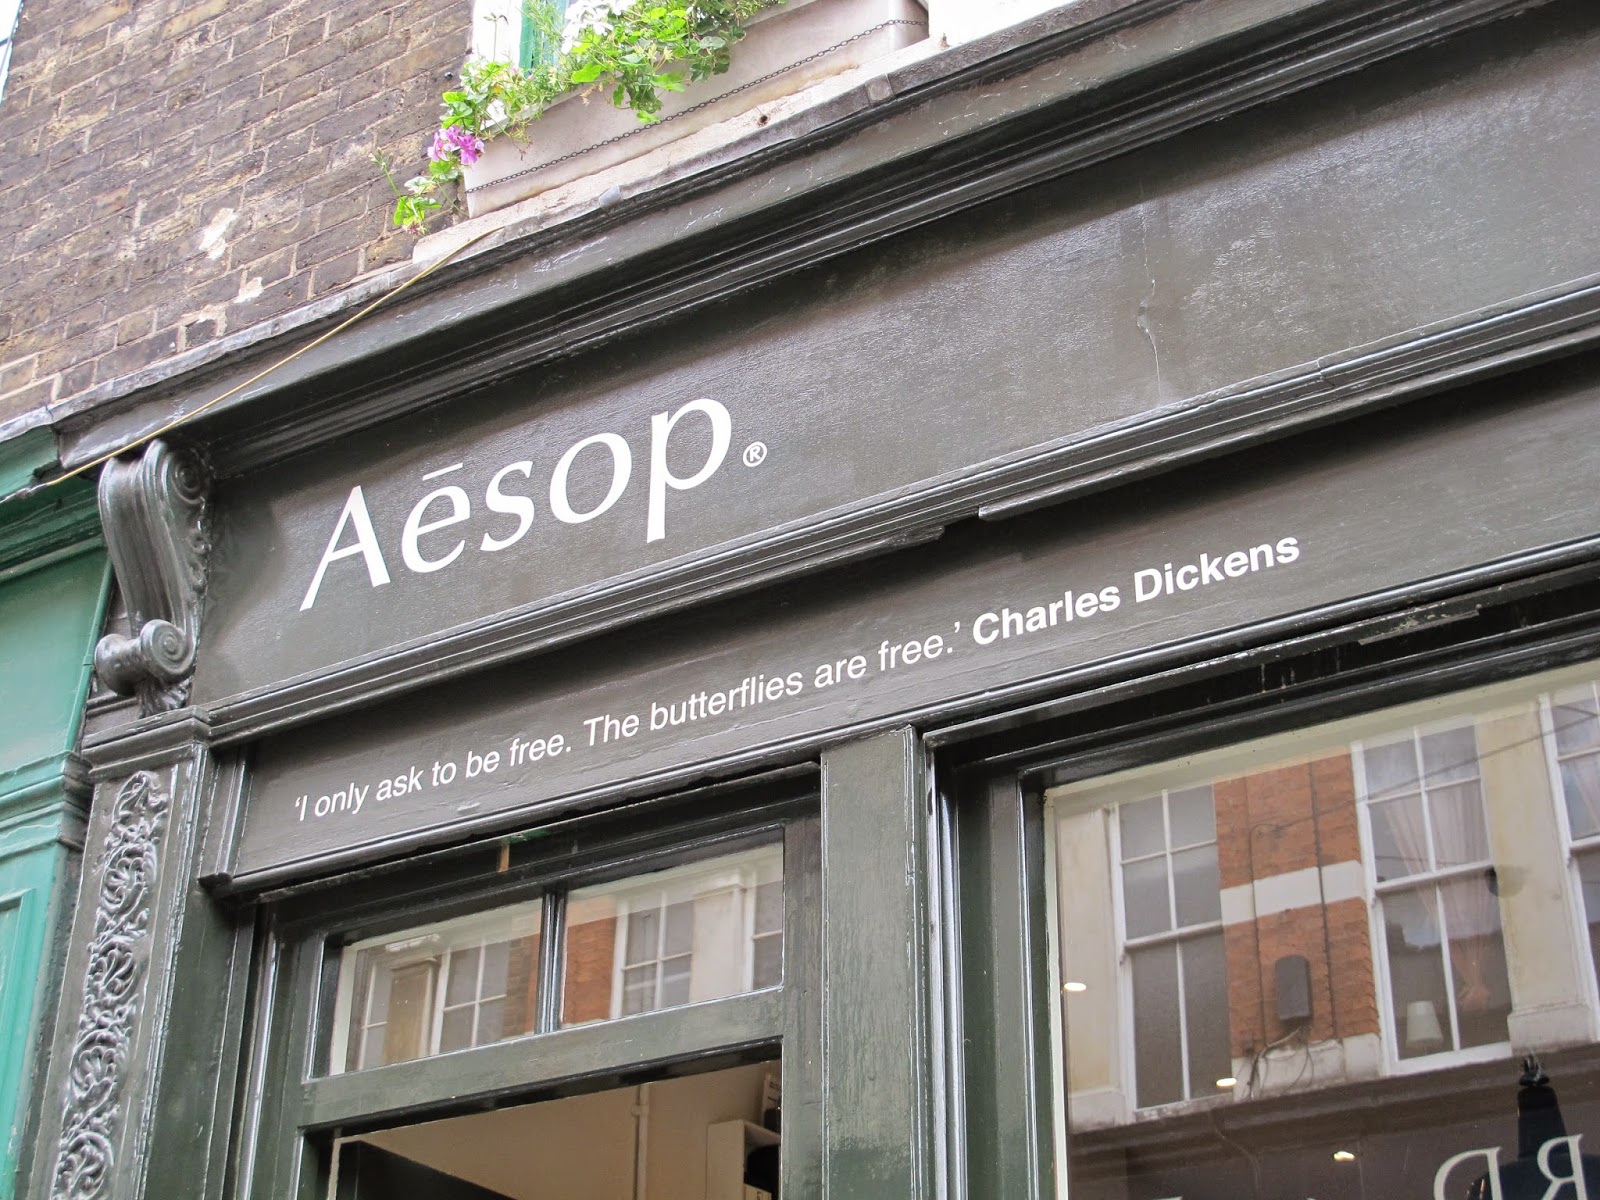 Aēsop®
‘I only ask to be free. The butterflies are free.’ Charles Dickens